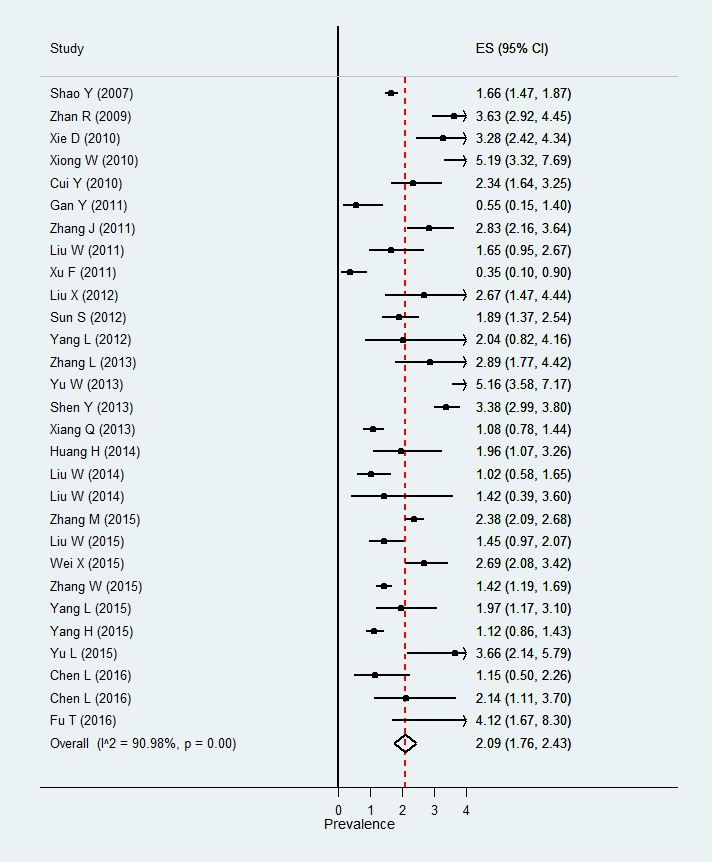 Study ES (95% CI)
Shao Y (2007) 1.66 (1.47, 1.87)
Zhan R (2009) 3.63 (2.92, 4.45)
Xie D (2010) 3.28 (2.42, 4.34)
Xiong W (2010) 5.19 (3.32, 7.69)
Cui Y (2010) 2.34 (1.64, 3.25)
Gan Y (2011) 0.55 (0.15, 1.40)
Zhang J (2011) 2.83 (2.16, 3.64)
Liu W (2011) 1.65 (0.95, 2.67)
Xu F (2011) 0.35 (0.10, 0.90)
Liu X (2012) 2.67 (1.47, 4.44)
Sun S (2012) 1.89 (1.37, 2.54)
Yang L (2012) 2.04 (0.82, 4.16)
Zhang L (2013) 2.89 (1.77, 4.42)
Yu W (2013) 5.16 (3.58, 7.17)
Shen Y (2013) 3.38 (2.99, 3.80)
Xiang Q (2013) 1.08 (0.78, 1.44)
Huang H (2014) 1.96 (1.07, 3.26)
Liu W (2014) 1.02 (0.58, 1.65)
Liu W (2014) 1.42 (0.39, 3.60)
Zhang M (2015) 2.38 (2.09, 2.68)
Liu W (2015) 1.45 (0.97, 2.07)
Wei X (2015) 2.69 (2.08, 3.42)
Zhang W (2015) 1.42 (1.19, 1.69)
Yang L (2015) 1.97 (1.17, 3.10)
Yang H (2015) 1.12 (0.86, 1.43)
Yu L (2015) 3.66 (2.14, 5.79)
Chen L (2016) 1.15 (0.50, 2.26)
Chen L (2016) 2.14 (1.11, 3.70)
Fu T (2016) 4.12 (1.67, 8.30)
Overall (I^2 = 90.98%, p = 0.00) 2.09 (1.76, 2.43)
0 1 2 3 4
Prevalence